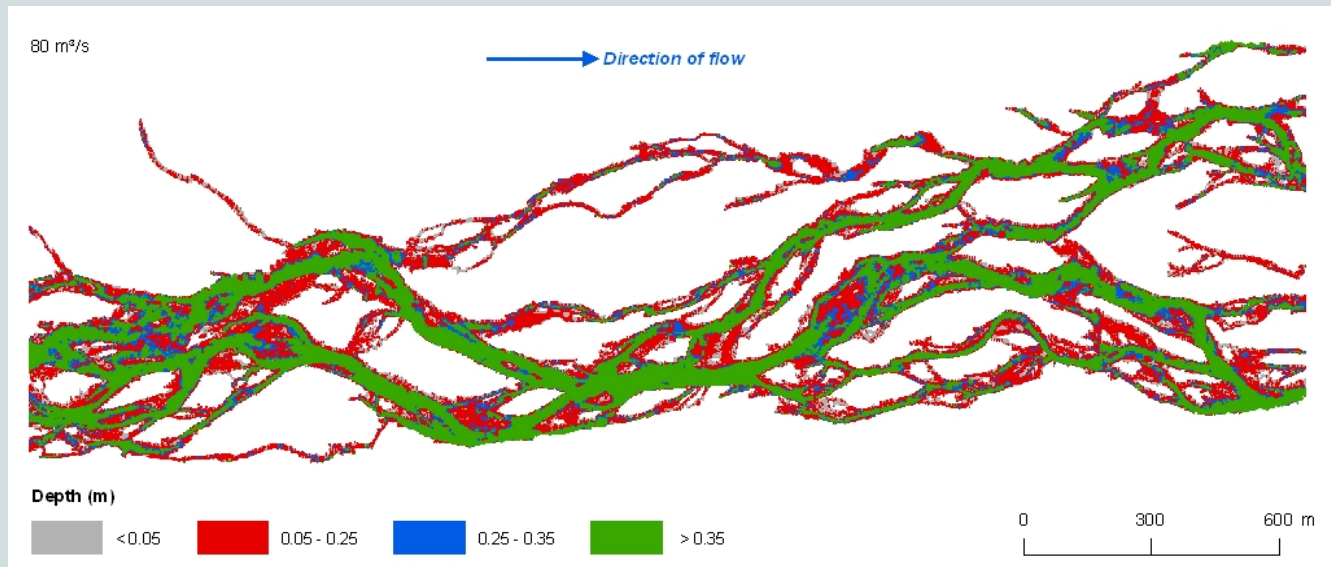 80 m³/s
Direction of flow
Depth (m)
<0.05
0.05 - 0.25
0.25 - 0.35
> 0.35
0 300 600 m